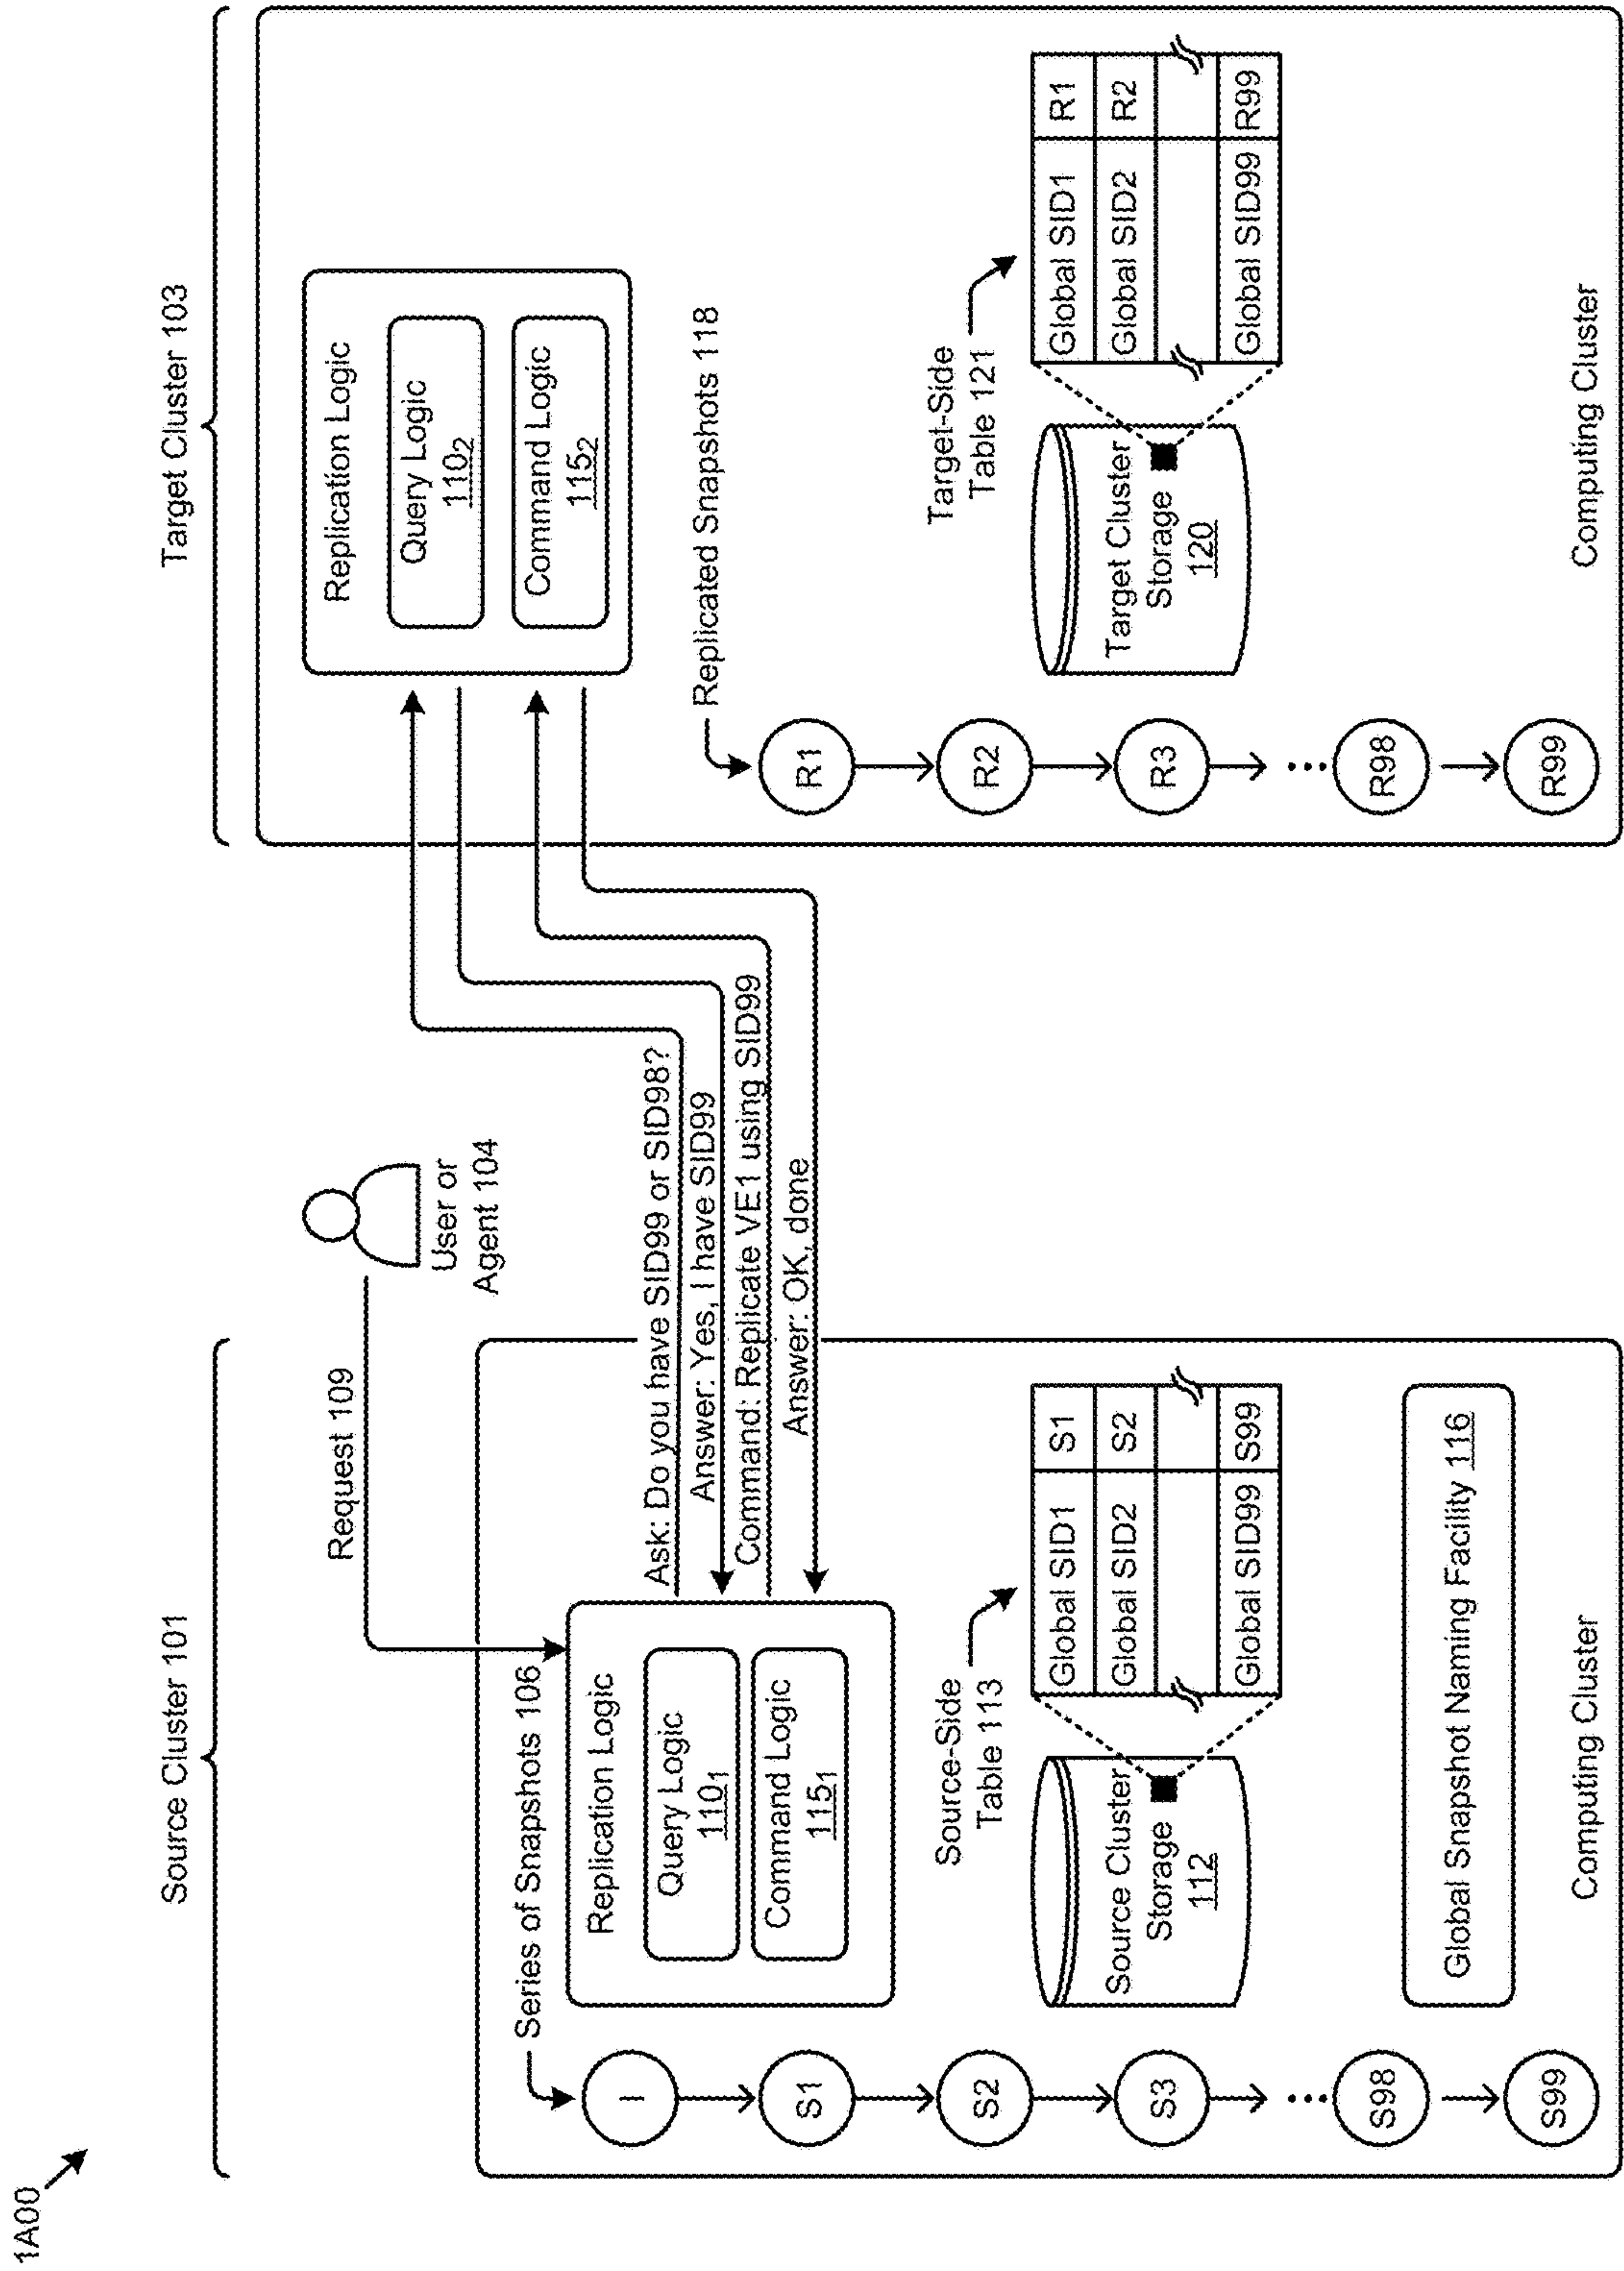 1A00
Source Cluster 101
Target Cluster 103
Request 109
User or
Agent 104
Series of Snapshots 106
I
S1
S2
S3
S98
S99
Replication Logic
Query Logic
110₁
Command Logic
115₁
Ask: Do you have SID99 or SID98?
Answer: Yes, I have SID99
Command: Replicate VE1 using SID99
Answer: OK, done
Source-Side
Table 113
Source Cluster
Storage
112
Global SID1 S1
Global SID2 S2
Global SID99 S99
Global Snapshot Naming Facility 116
Computing Cluster
Replication Logic
Query Logic
110₂
Command Logic
115₂
Replicated Snapshots 118
R1
R2
R3
R98
R99
Target-Side
Table 121
Target Cluster
Storage
120
Global SID1 R1
Global SID2 R2
Global SID99 R99
Computing Cluster